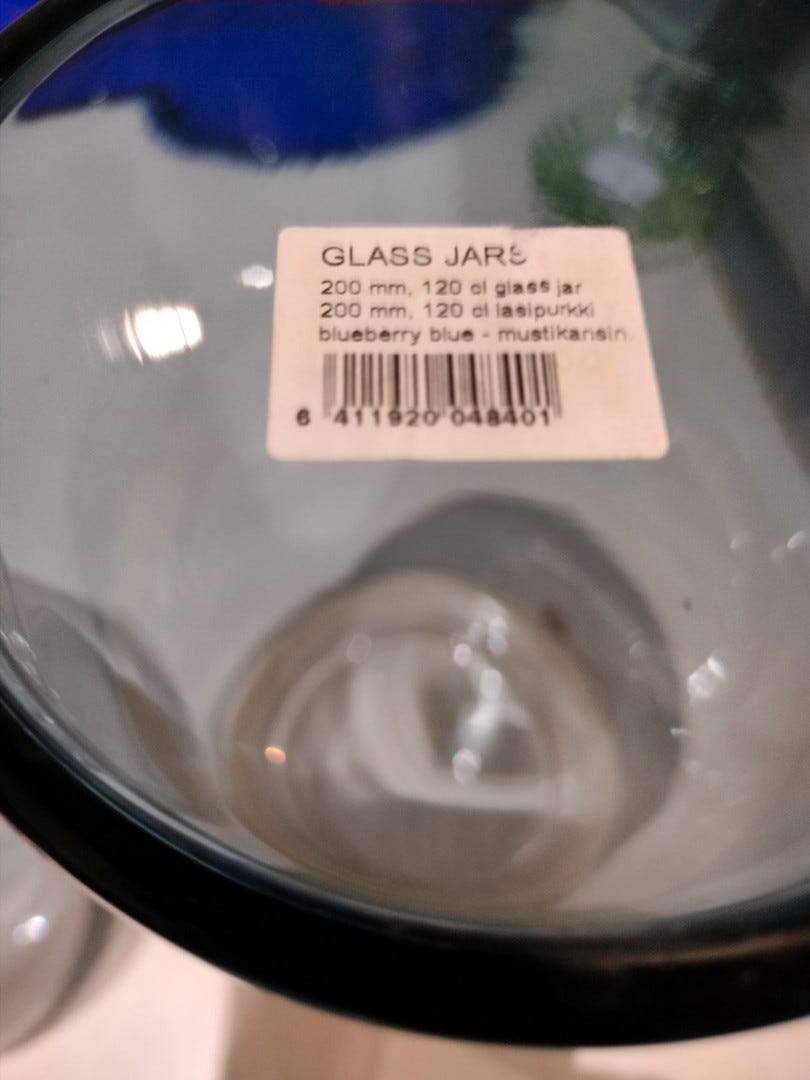 GLASS JARS
200 mm, 120 cl glass jar
200 mm, 120 cl lasipurkki
blueberry blue - mustikansin.
6 411920 048401